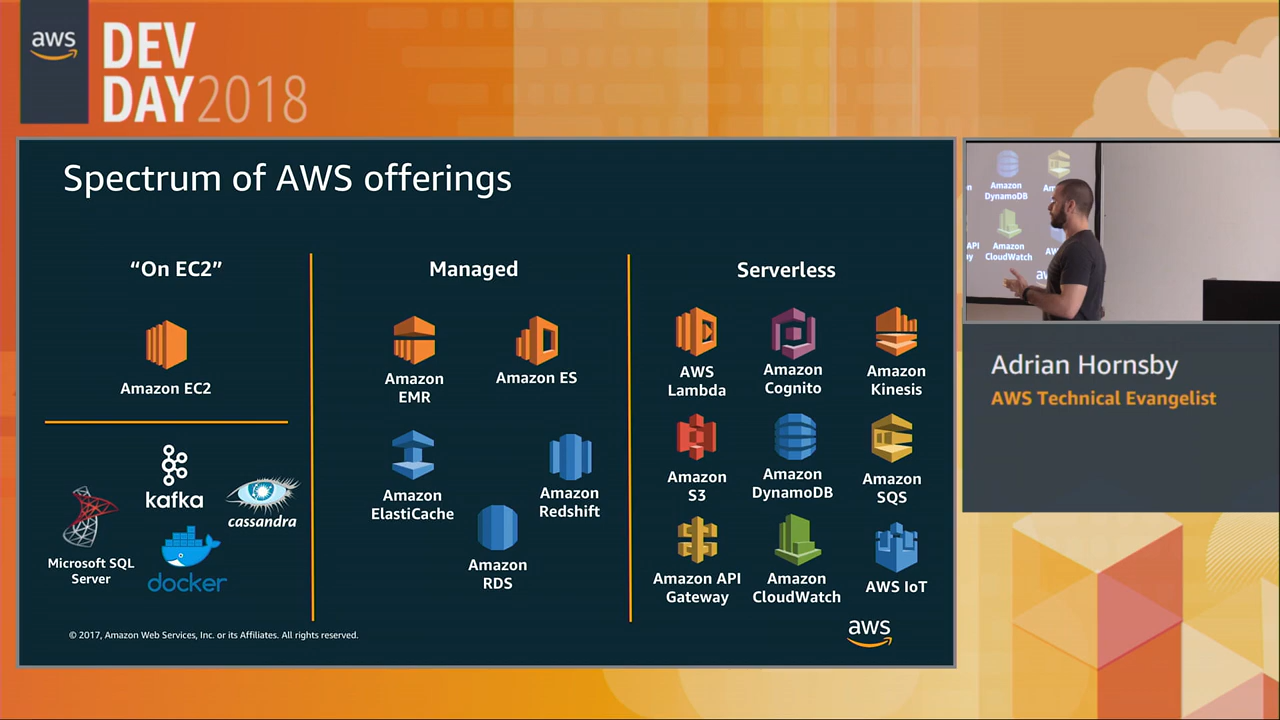 aws
DEV
DAY2018
Spectrum of AWS offerings
“On EC2”
Amazon EC2
kafka
cassandra
Microsoft SQL
Server
docker
Managed
Amazon
EMR
Amazon ES
Amazon
ElastiCache
Amazon
Redshift
Amazon
RDS
Serverless
AWS
Lambda
Amazon
Cognito
Amazon
Kinesis
Amazon
S3
Amazon
DynamoDB
Amazon
SQS
Amazon API
Gateway
Amazon
CloudWatch
AWS IoT
© 2017, Amazon Web Services, Inc. or its Affiliates. All rights reserved.
aws
Amazon
DynamoDB
Amazon
CloudWatch
Adrian Hornsby
AWS Technical Evangelist